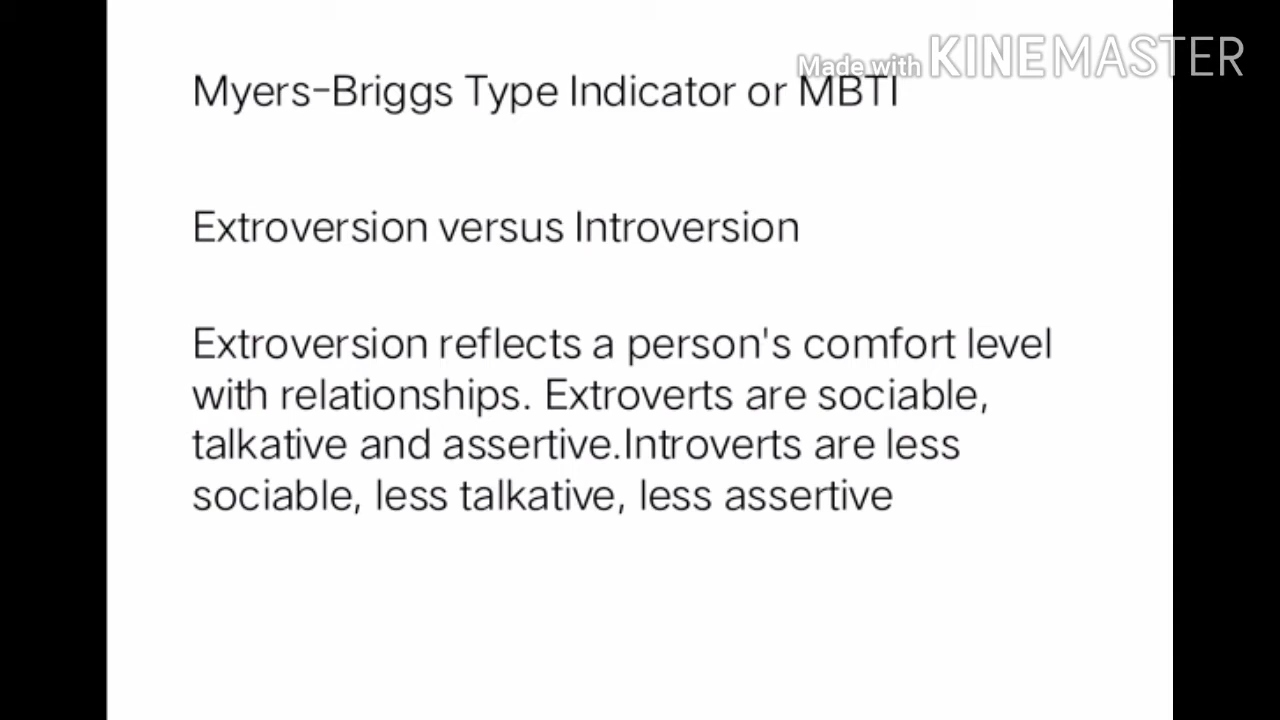 Made with KINEMASTER
Myers-Briggs Type Indicator or MBTI
Extroversion versus Introversion
Extroversion reflects a person's comfort level
with relationships. Extroverts are sociable,
talkative and assertive.Introverts are less
sociable, less talkative, less assertive